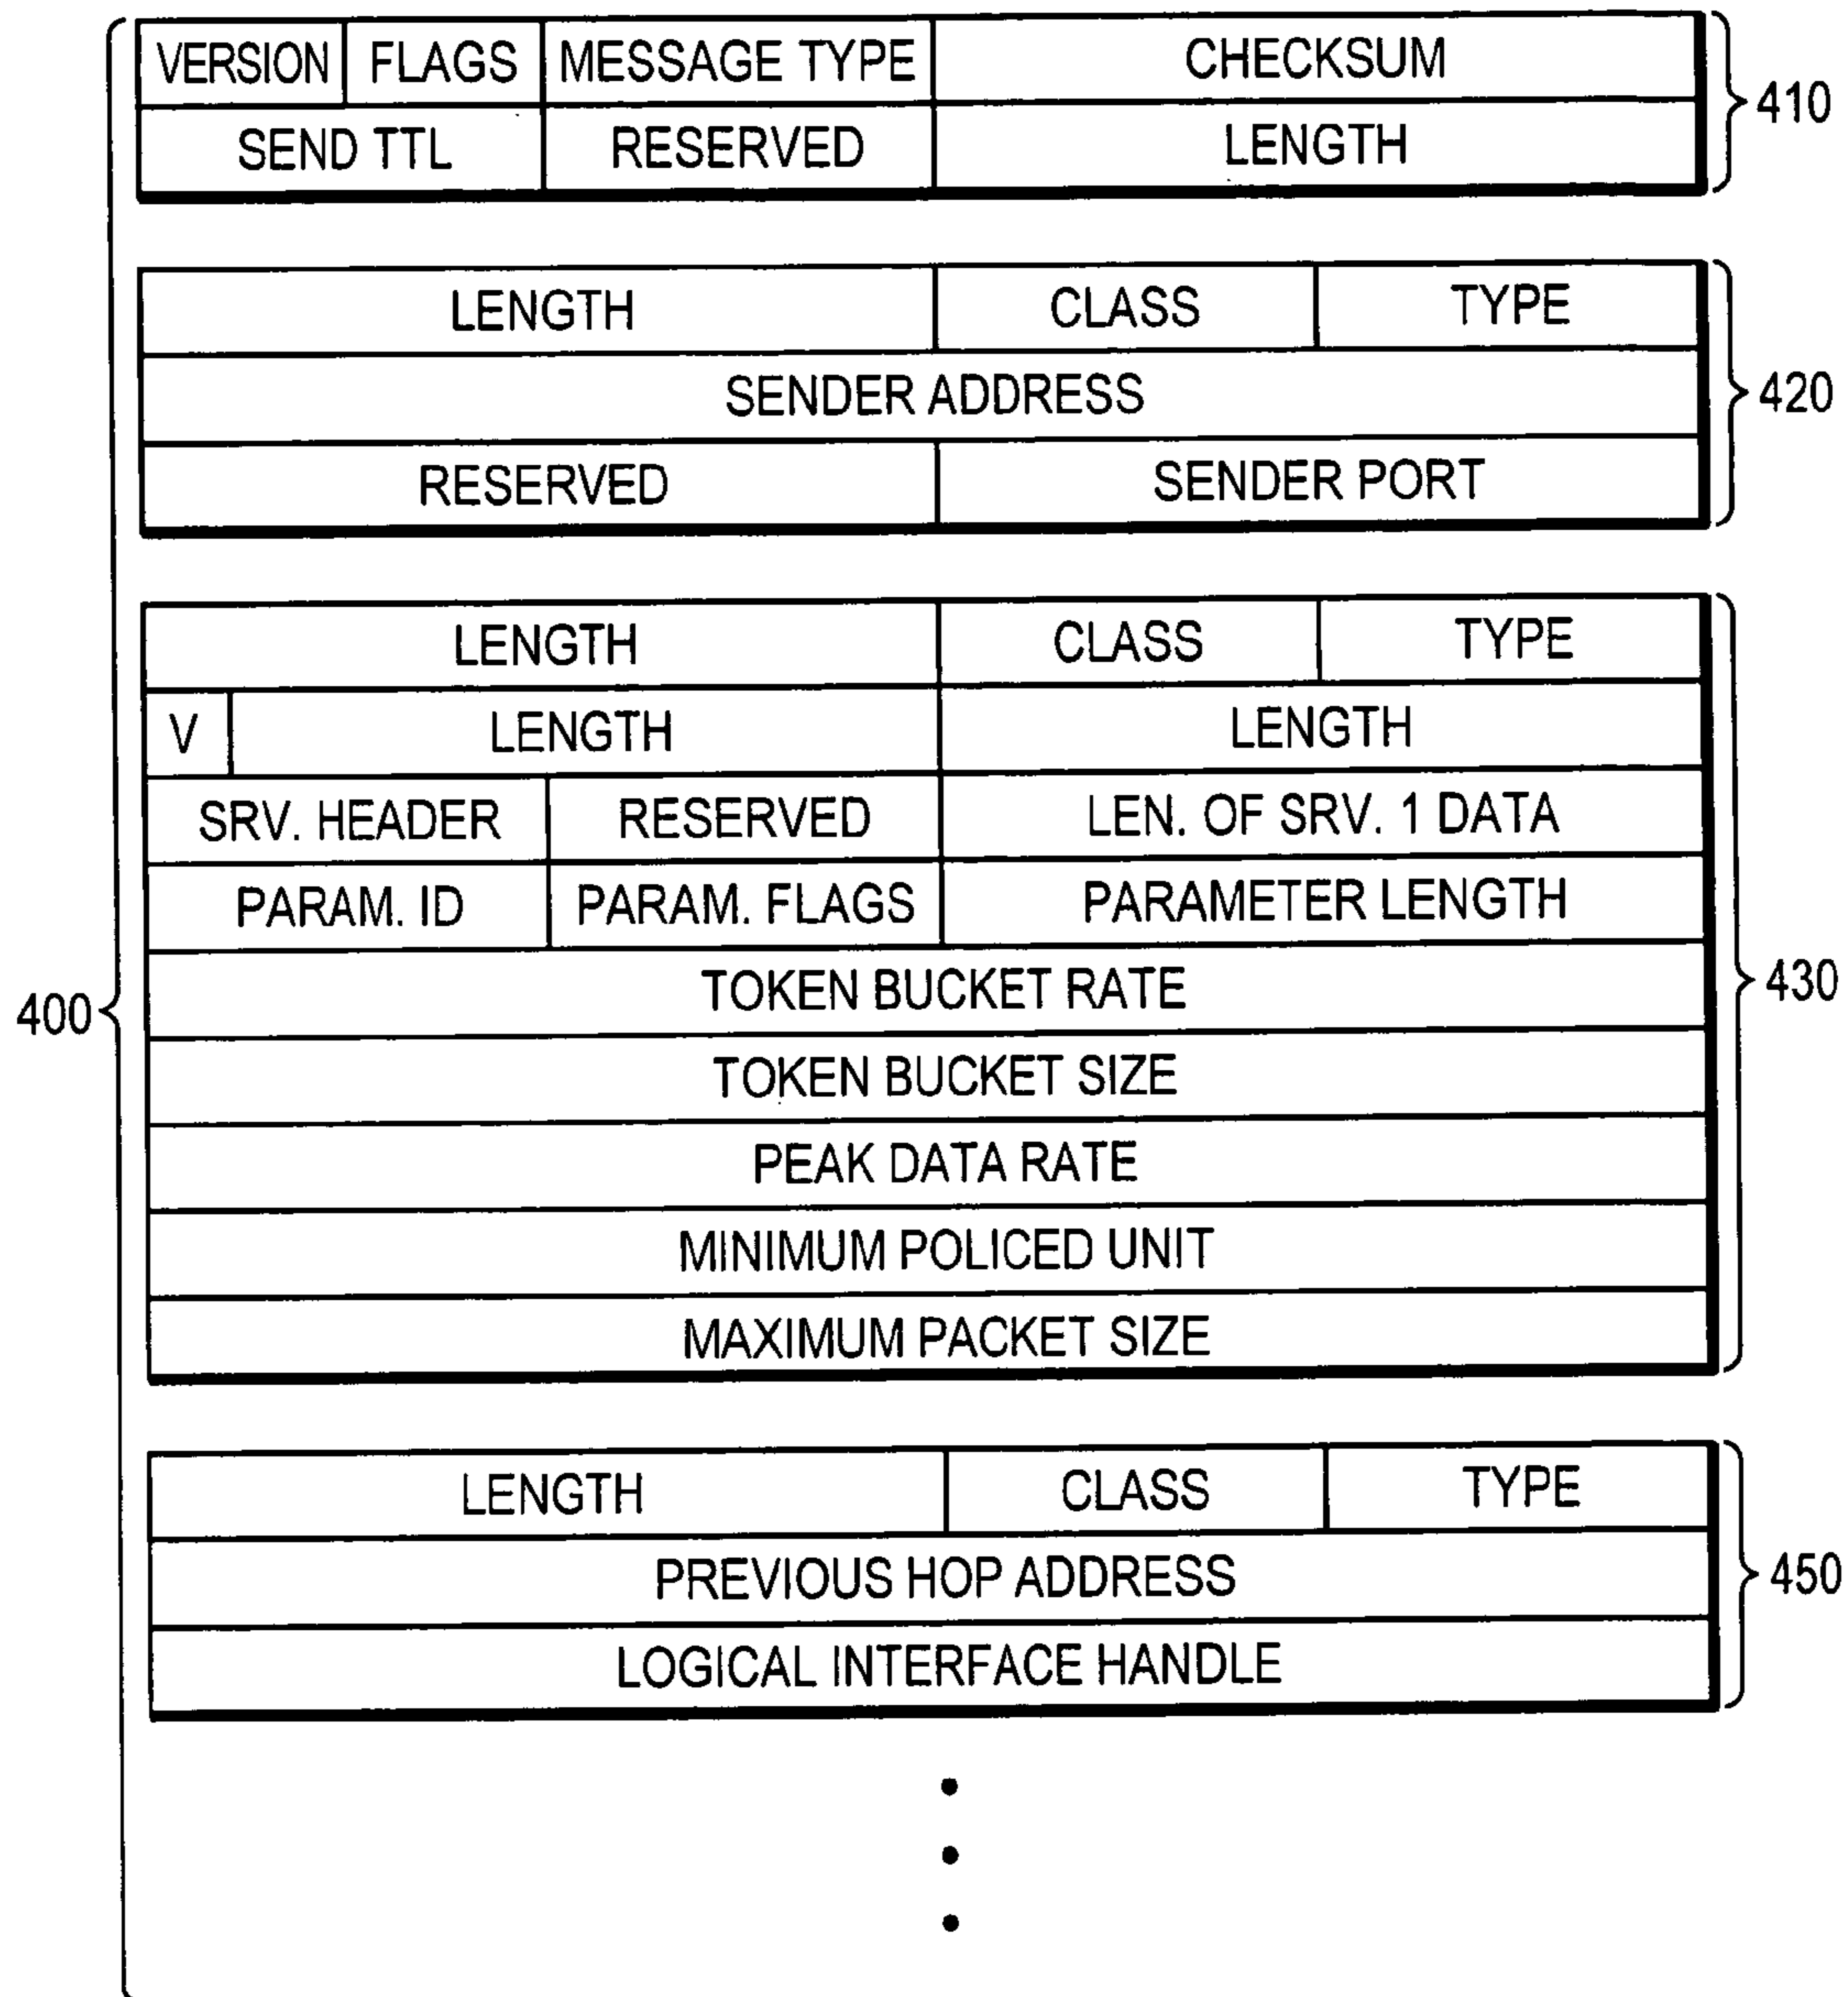 VERSION FLAGS MESSAGE TYPE CHECKSUM
SEND TTL RESERVED LENGTH
410
LENGTH CLASS TYPE
SENDER ADDRESS
420
RESERVED SENDER PORT
LENGTH CLASS TYPE
V LENGTH LENGTH
SRV. HEADER RESERVED LEN. OF SRV. 1 DATA
PARAM. ID PARAM. FLAGS PARAMETER LENGTH
TOKEN BUCKET RATE
430
400
TOKEN BUCKET SIZE
PEAK DATA RATE
MINIMUM POLICED UNIT
MAXIMUM PACKET SIZE
LENGTH CLASS TYPE
PREVIOUS HOP ADDRESS
450
LOGICAL INTERFACE HANDLE